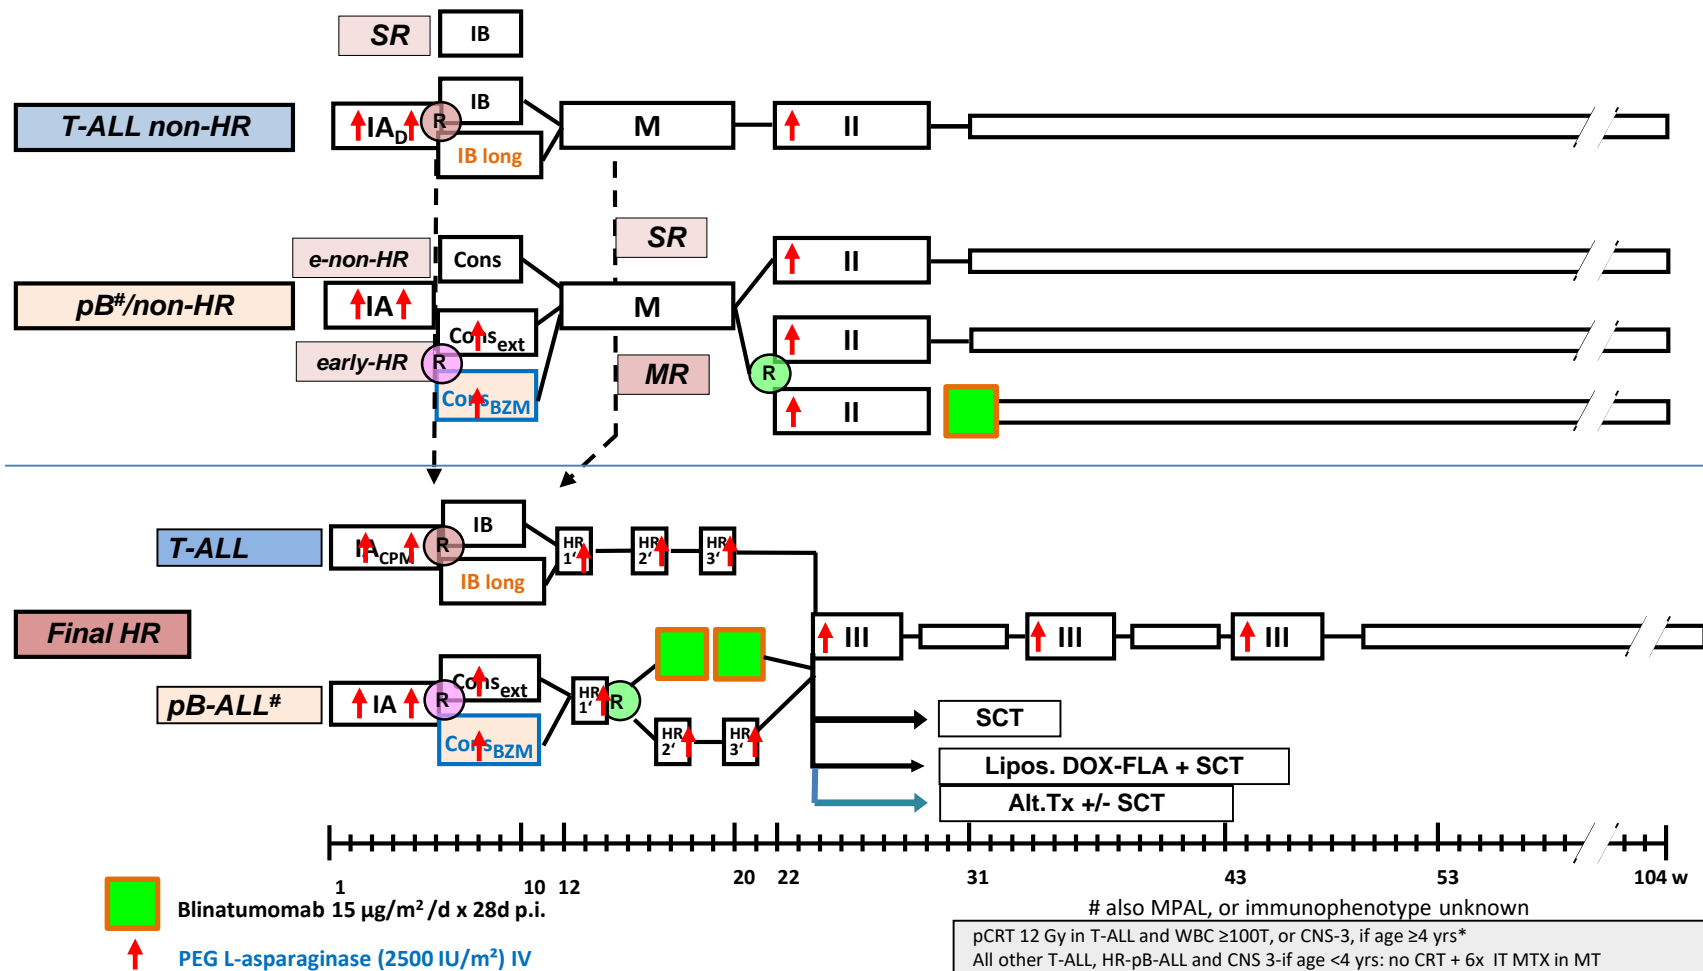 SR
IB
T-ALL non-HR
IA_D
R
IB
IB long
M
II
SR
e-non-HR
Cons
II
pB#/non-HR
IA
M
Cons_ext
II
early-HR
R
MR
R
Cons_BZM
II
T-ALL
IA_CPM
R
IB
IB long
HR 1‘
HR 2‘
HR 3‘
Final HR
III
III
III
pB-ALL#
IA
R
Cons_ext
Cons_BZM
HR 1‘
R
HR 2‘
HR 3‘
SCT
Lipos. DOX-FLA + SCT
Alt.Tx +/- SCT
1 10 12 20 22 31 43 53 104 w
Blinatumomab 15 µg/m² /d x 28d p.i.
# also MPAL, or immunophenotype unknown
PEG L-asparaginase (2500 IU/m²) IV
pCRT 12 Gy in T-ALL and WBC ≥100T, or CNS-3, if age ≥4 yrs*
All other T-ALL, HR-pB-ALL and CNS 3-if age <4 yrs: no CRT + 6x IT MTX in MT